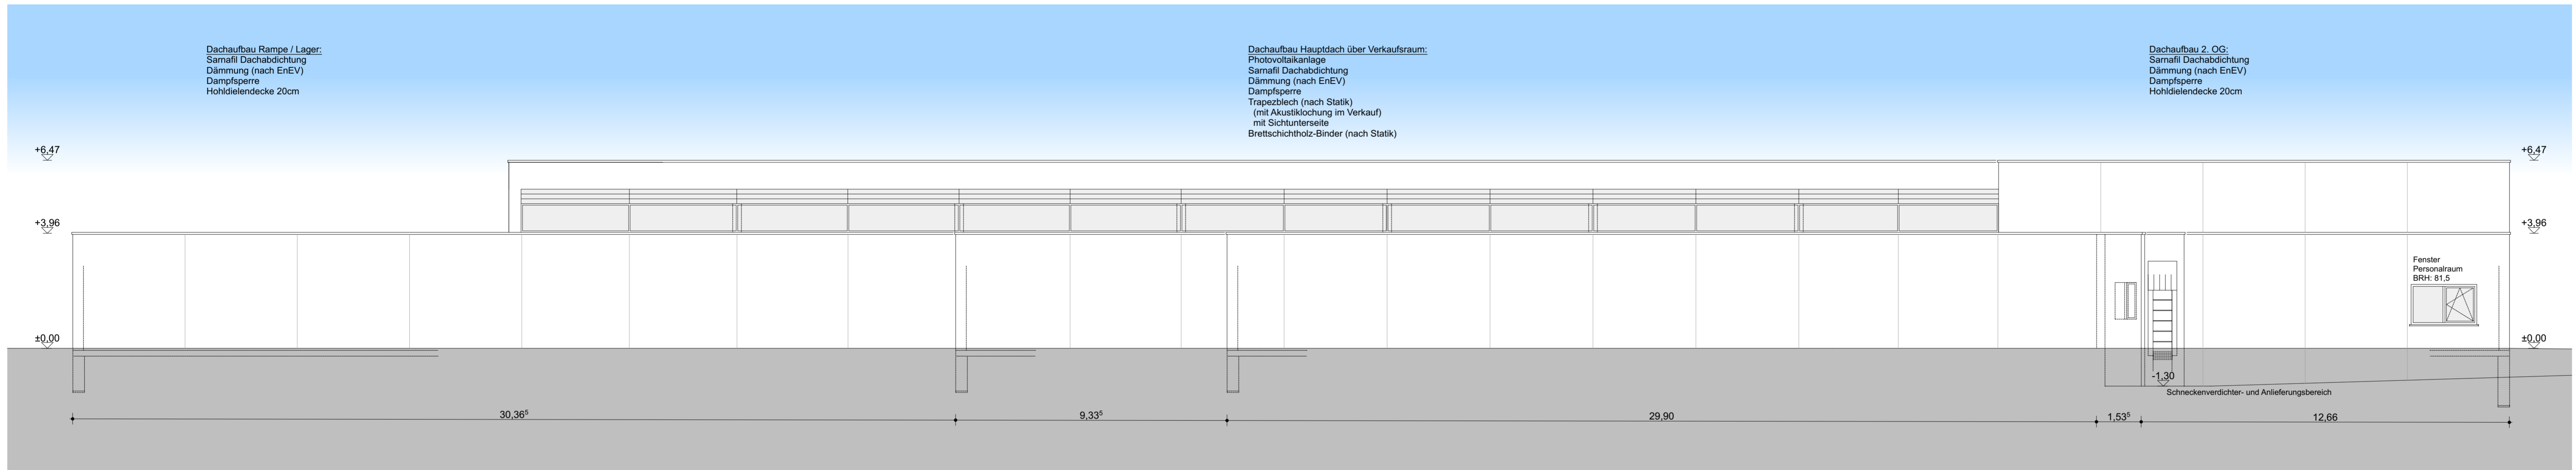 Dachaufbau Rampe / Lager:
Sarnafil Dachabdichtung
Dämmung (nach EnEV)
Dampfsperre
Hohldielendecke 20cm
Dachaufbau Hauptdach über Verkaufsraum:
Photovoltaikanlage
Sarnafil Dachabdichtung
Dämmung (nach EnEV)
Dampfsperre
Trapezblech (nach Statik)
(mit Akustiklochung im Verkauf)
mit Sichtunterseite
Brettschichtholz-Binder (nach Statik)
Dachaufbau 2. OG:
Sarnafil Dachabdichtung
Dämmung (nach EnEV)
Dampfsperre
Hohldielendecke 20cm
+6,47
+6,47
+3,96
+3,96
Fenster
Personalraum
BRH: 81,5
±0,00
±0,00
-1,30
Schneckenverdichter- und Anlieferungsbereich
30,36⁵
9,33⁵
29,90
1,53⁵
12,66